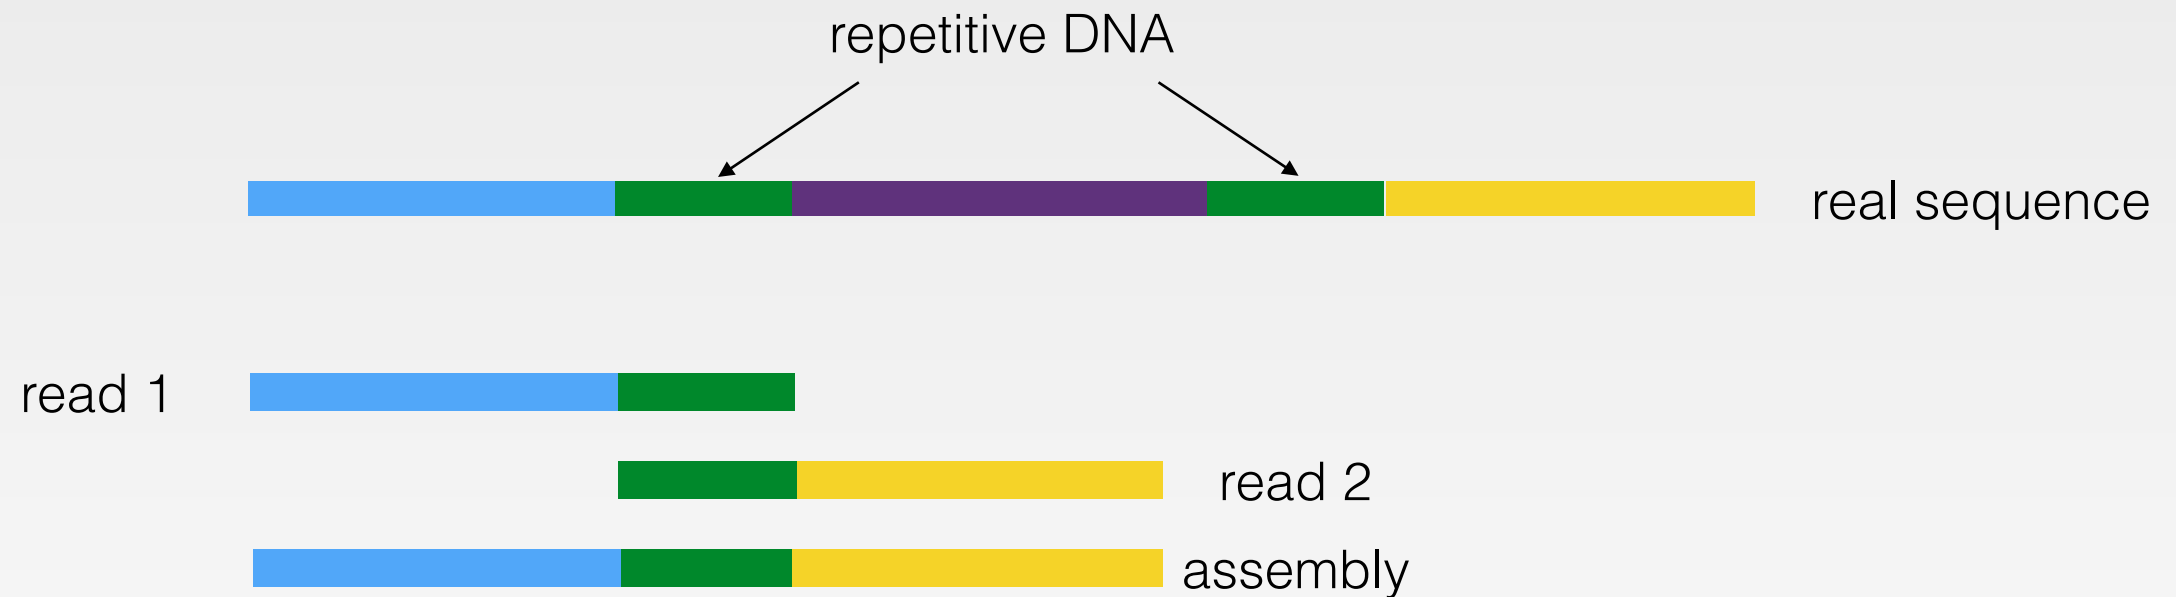 repetitive DNA
real sequence
read 1
read 2
assembly